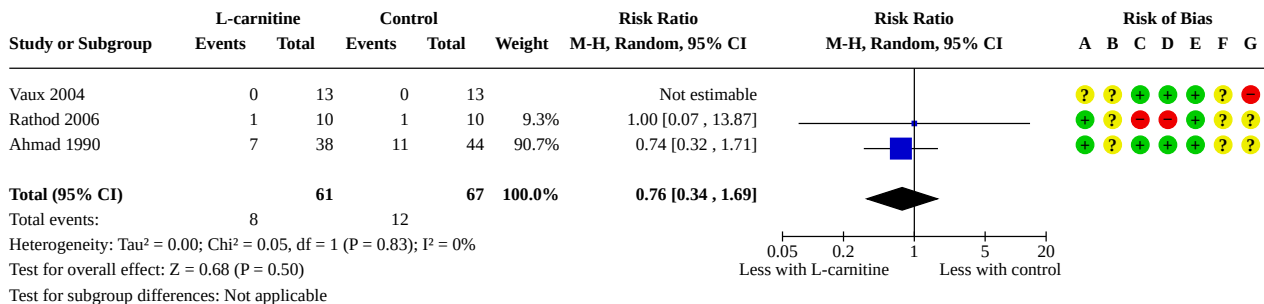 L-carnitine Control Risk Ratio Risk Ratio Risk of Bias
Study or Subgroup Events Total Events Total Weight M-H, Random, 95% CI M-H, Random, 95% CI A B C D E F G
Vaux 2004 0 13 0 13 Not estimable ? ? + + + ? −
Rathod 2006 1 10 1 10 9.3% 1.00 [0.07 , 13.87] + ? − − + ? ?
Ahmad 1990 7 38 11 44 90.7% 0.74 [0.32 , 1.71] + ? + + + ? ?
Total (95% CI) 61 67 100.0% 0.76 [0.34 , 1.69]
Total events: 8 12
Heterogeneity: Tau² = 0.00; Chi² = 0.05, df = 1 (P = 0.83); I² = 0%
0.05 0.2 1 5 20
Test for overall effect: Z = 0.68 (P = 0.50) Less with L-carnitine Less with control
Test for subgroup differences: Not applicable